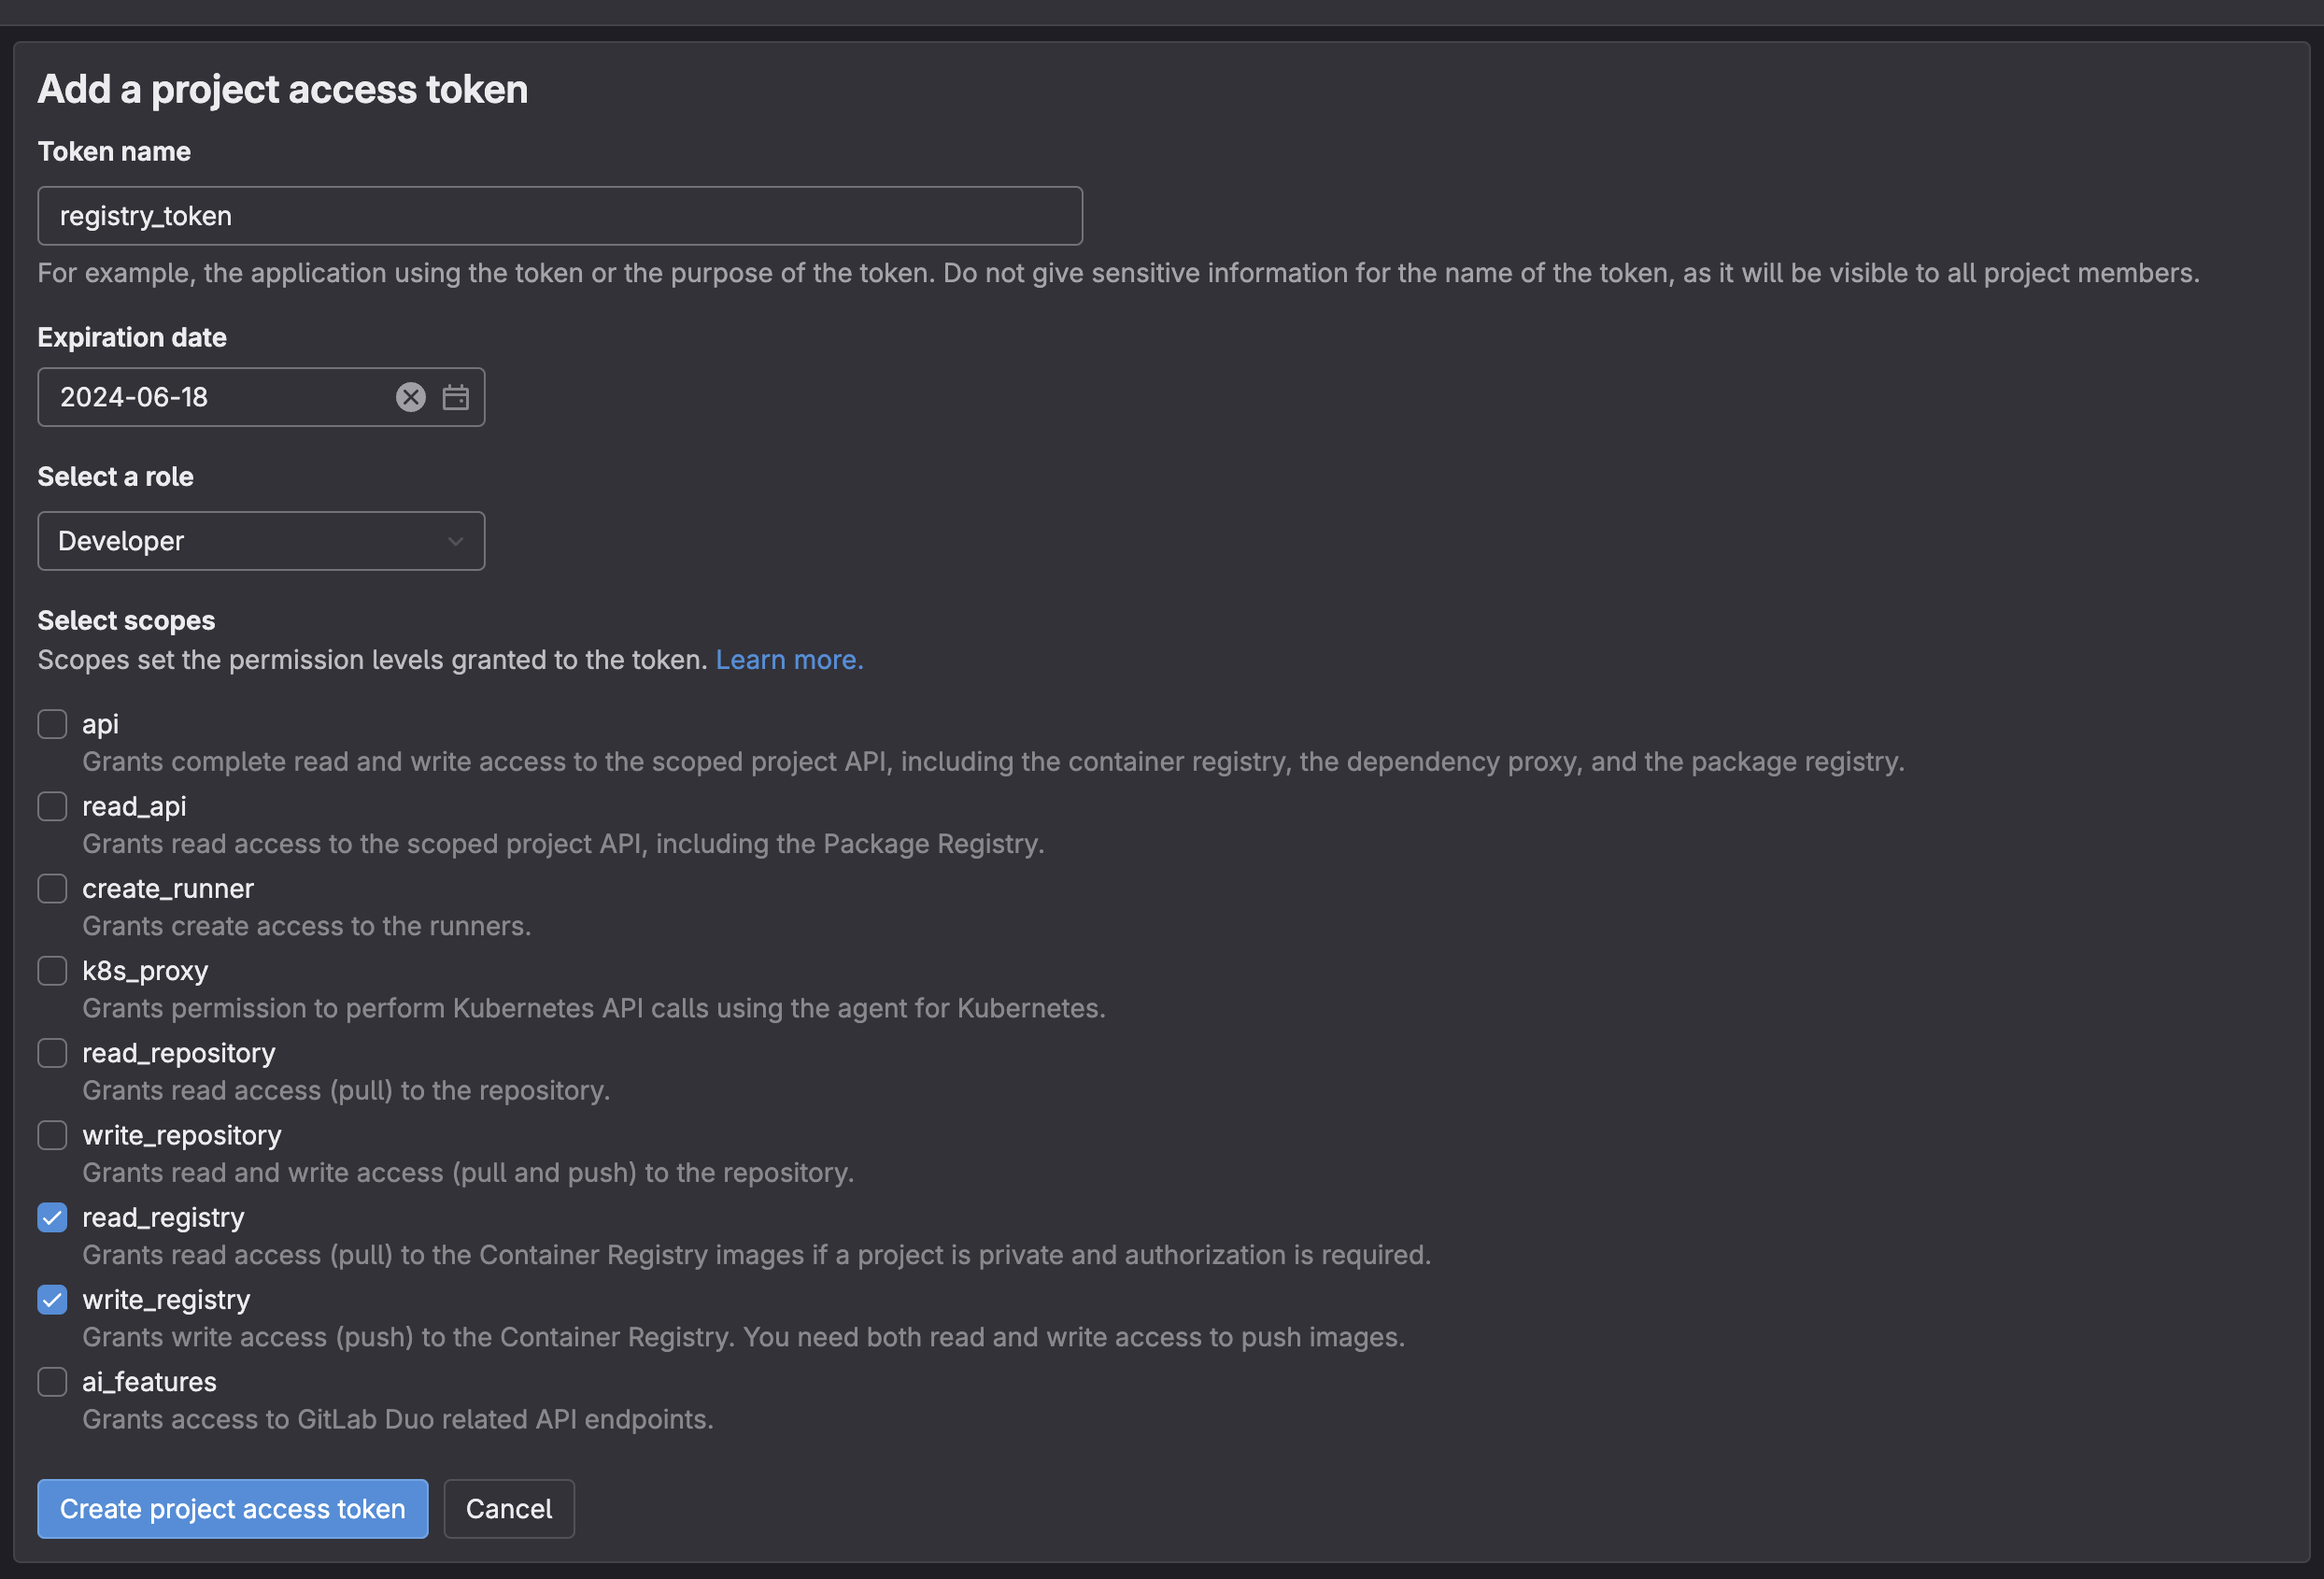 Add a project access token
Token name
registry_token
For example, the application using the token or the purpose of the token. Do not give sensitive information for the name of the token, as it will be visible to all project members.
Expiration date
2024-06-18
Select a role
Developer
Select scopes
Scopes set the permission levels granted to the token. Learn more.
api
Grants complete read and write access to the scoped project API, including the container registry, the dependency proxy, and the package registry.
read_api
Grants read access to the scoped project API, including the Package Registry.
create_runner
Grants create access to the runners.
k8s_proxy
Grants permission to perform Kubernetes API calls using the agent for Kubernetes.
read_repository
Grants read access (pull) to the repository.
write_repository
Grants read and write access (pull and push) to the repository.
read_registry
Grants read access (pull) to the Container Registry images if a project is private and authorization is required.
write_registry
Grants write access (push) to the Container Registry. You need both read and write access to push images.
ai_features
Grants access to GitLab Duo related API endpoints.
Create project access token Cancel